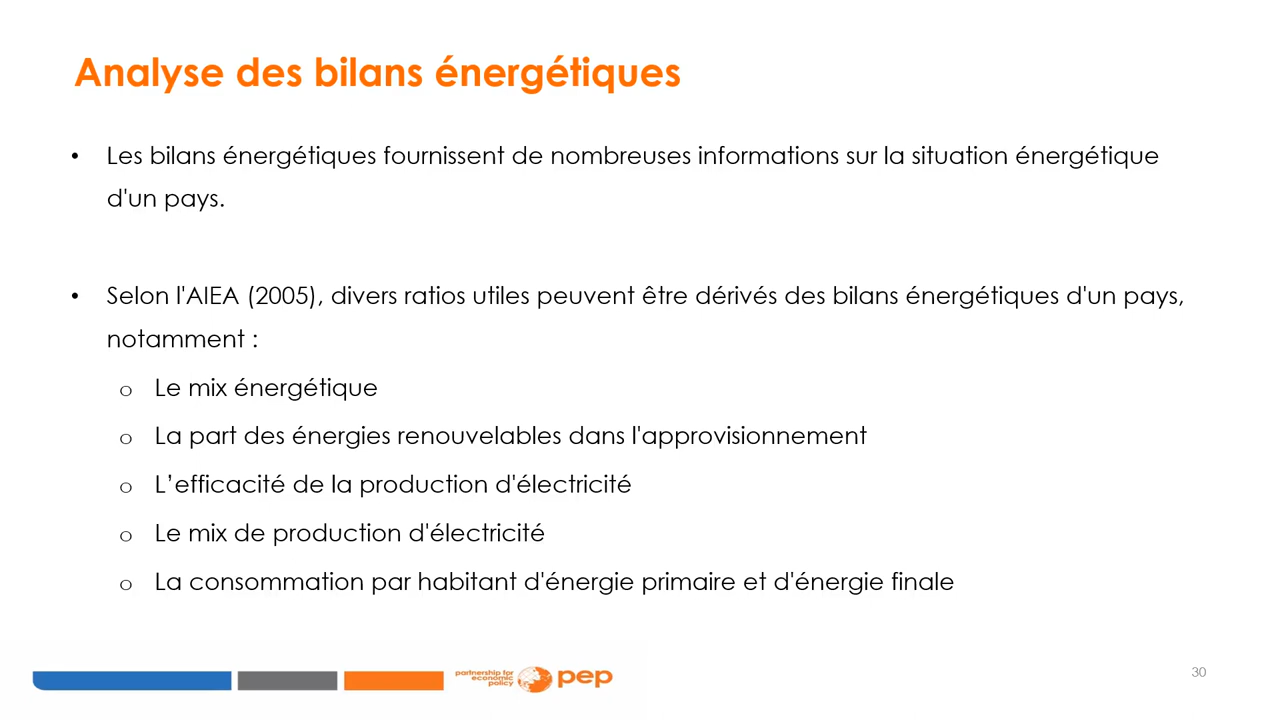 Analyse des bilans énergétiques
• Les bilans énergétiques fournissent de nombreuses informations sur la situation énergétique
d'un pays.
• Selon l'AIEA (2005), divers ratios utiles peuvent être dérivés des bilans énergétiques d'un pays,
notamment :
o Le mix énergétique
o La part des énergies renouvelables dans l'approvisionnement
o L’efficacité de la production d'électricité
o Le mix de production d'électricité
o La consommation par habitant d'énergie primaire et d'énergie finale
partnership for
economic
policy
pep
30